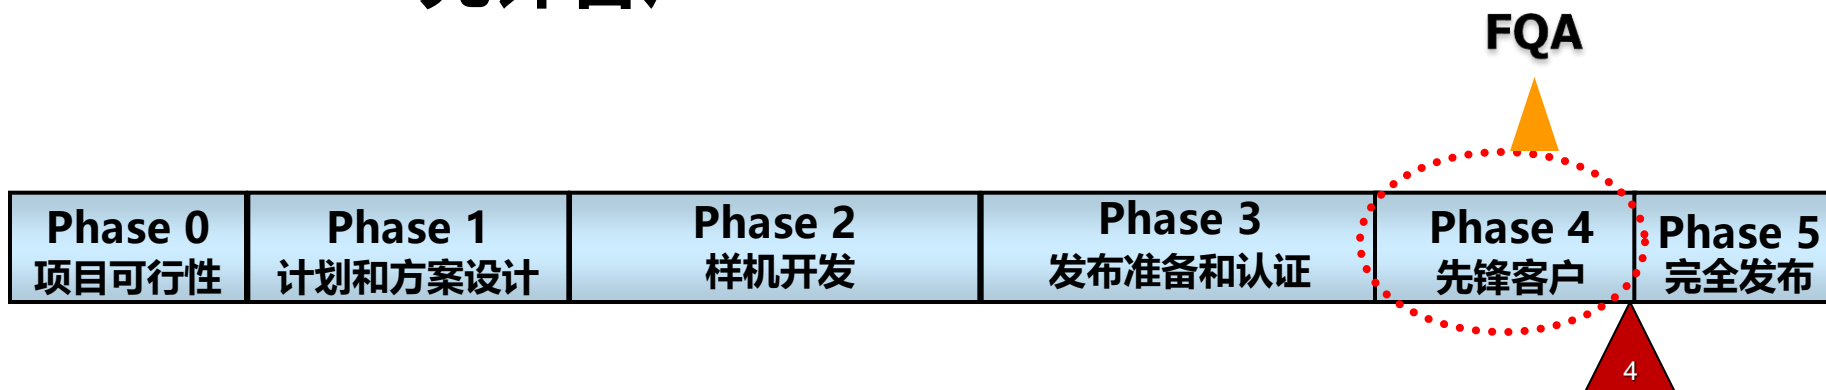 FQA
Phase 0
项目可行性
Phase 1
计划和方案设计
Phase 2
样机开发
Phase 3
发布准备和认证
Phase 4
先锋客户
Phase 5
完全发布
4